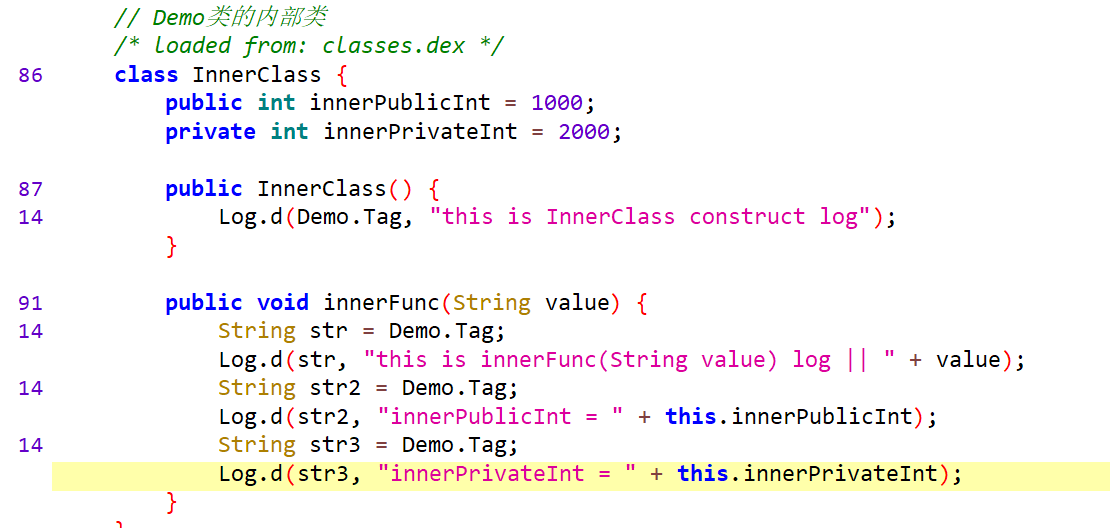 // Demo类的内部类
/* loaded from: classes.dex */
86 class InnerClass {
public int innerPublicInt = 1000;
private int innerPrivateInt = 2000;
87 public InnerClass() {
14 Log.d(Demo.Tag, "this is InnerClass construct log");
}
91 public void innerFunc(String value) {
14 String str = Demo.Tag;
Log.d(str, "this is innerFunc(String value) log || " + value);
14 String str2 = Demo.Tag;
Log.d(str2, "innerPublicInt = " + this.innerPublicInt);
14 String str3 = Demo.Tag;
Log.d(str3, "innerPrivateInt = " + this.innerPrivateInt);
}
}